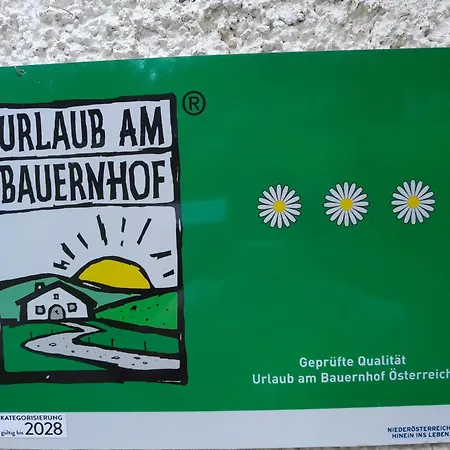 URLAUB AM
BAUERNHOF
®
Geprüfte Qualität
Urlaub am Bauernhof Österreich
KATEGORISIERUNG
gültig bis 2028
NIEDERÖSTERREICH
HINEIN INS LEBEN.